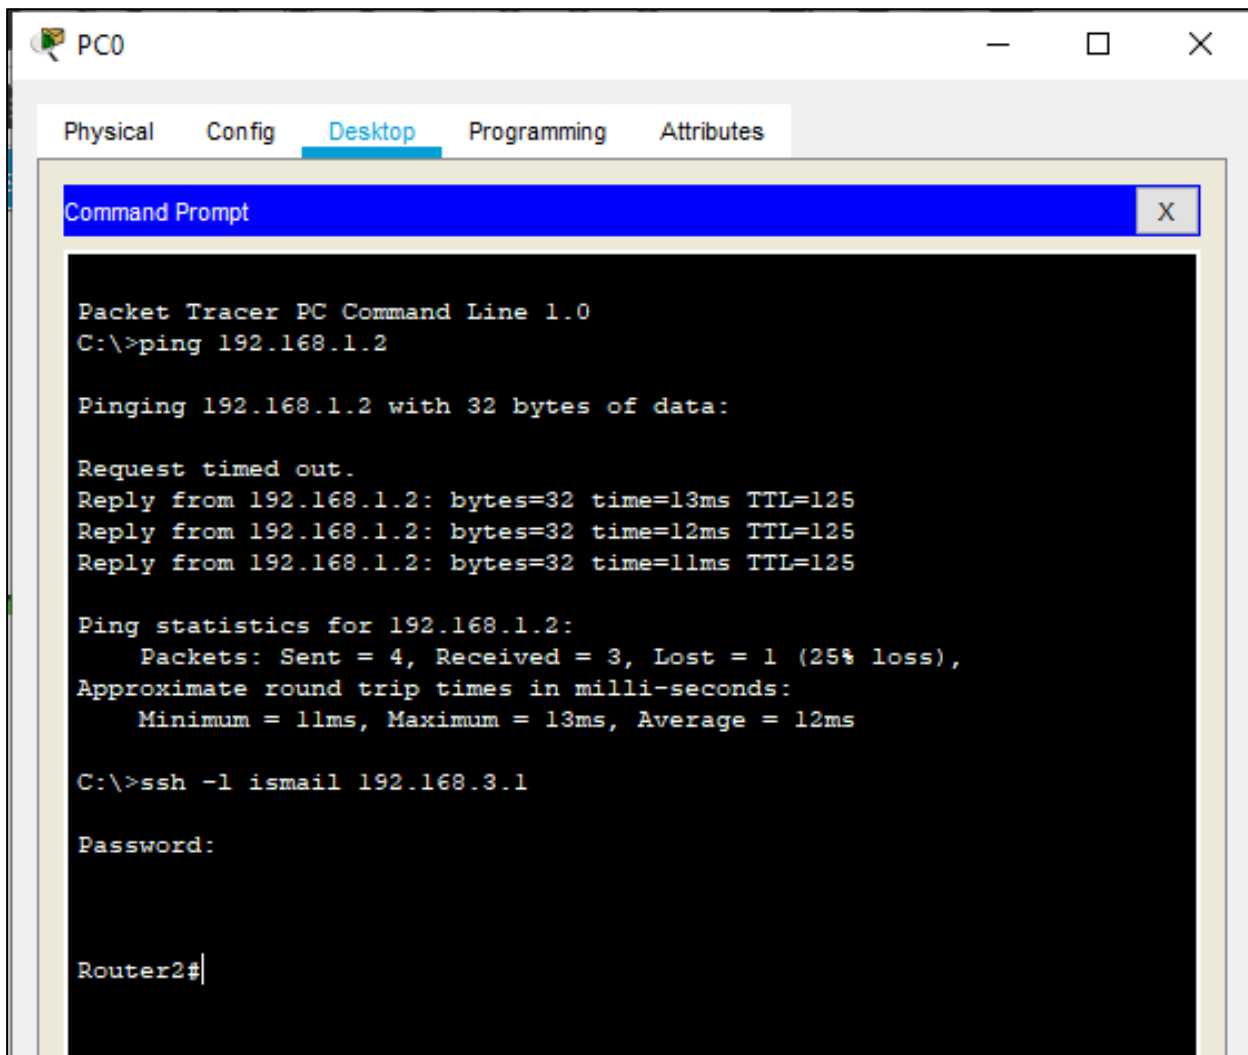 PC0
Physical Config Desktop Programming Attributes
Command Prompt
X
Packet Tracer PC Command Line 1.0
C:\>ping 192.168.1.2
Pinging 192.168.1.2 with 32 bytes of data:
Request timed out.
Reply from 192.168.1.2: bytes=32 time=13ms TTL=125
Reply from 192.168.1.2: bytes=32 time=12ms TTL=125
Reply from 192.168.1.2: bytes=32 time=11ms TTL=125
Ping statistics for 192.168.1.2:
    Packets: Sent = 4, Received = 3, Lost = 1 (25% loss),
Approximate round trip times in milli-seconds:
    Minimum = 11ms, Maximum = 13ms, Average = 12ms
C:\>ssh -l ismail 192.168.3.1
Password:
Router2#